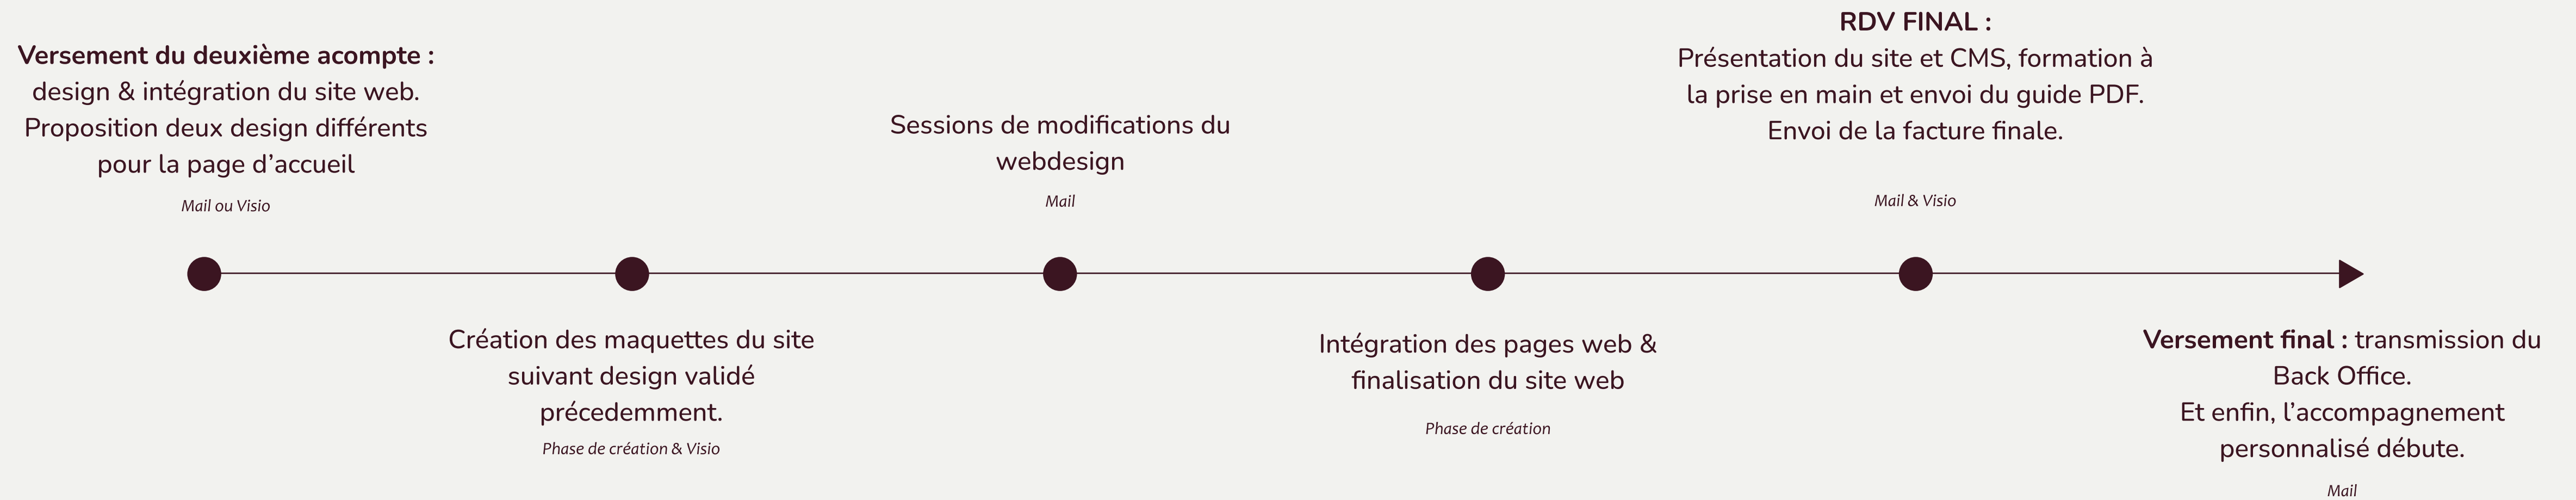 Versement du deuxième acompte :
design & intégration du site web.
Proposition deux design différents
pour la page d’accueil
Mail ou Visio
Création des maquettes du site
suivant design validé
précedemment.
Phase de création & Visio
Sessions de modifications du
webdesign
Mail
Intégration des pages web &
finalisation du site web
Phase de création
RDV FINAL :
Présentation du site et CMS, formation à
la prise en main et envoi du guide PDF.
Envoi de la facture finale.
Mail & Visio
Versement final : transmission du
Back Office.
Et enfin, l’accompagnement
personnalisé débute.
Mail